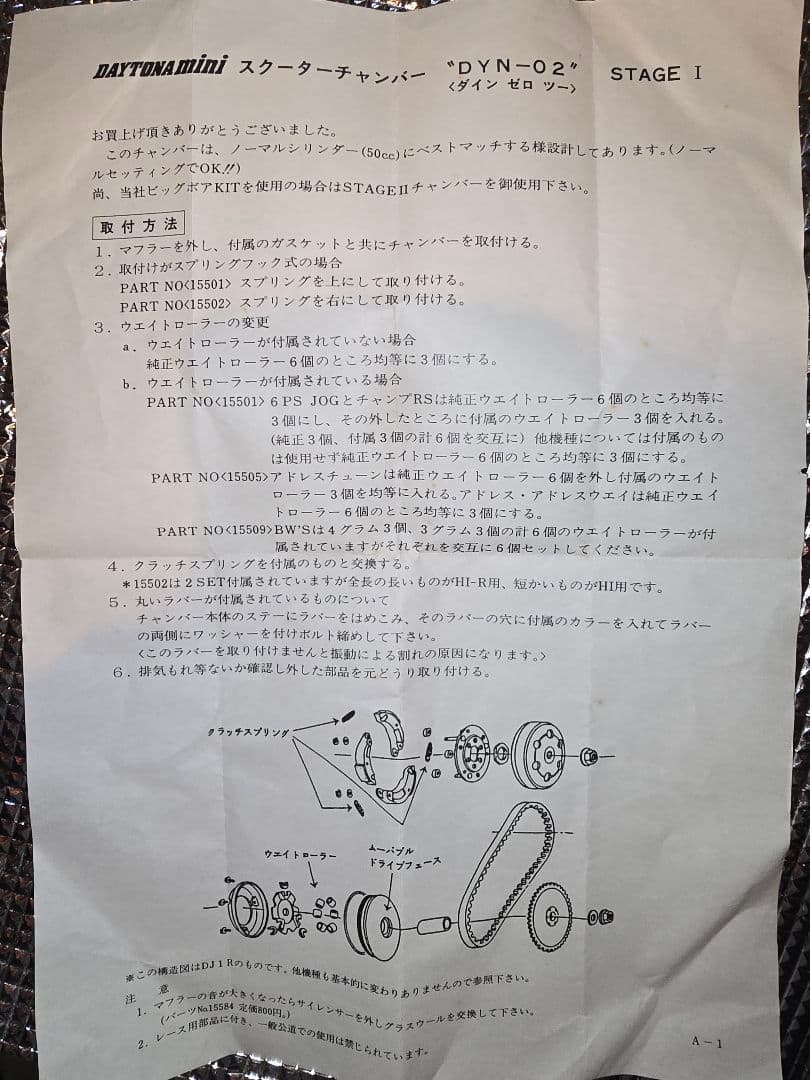 DAYTONA mini スクーターチャンバー "DYN-02" STAGE I
<ダイン ゼロ ツー>
お買上げ頂きありがとうございました。
このチャンバーは、ノーマルシリンダー(50cc)にベストマッチする様設計してあります。(ノーマ
ルセッティングでOK!!)
尚、当社ビッグボアKITを使用の場合はSTAGEIIチャンバーを御使用下さい。
取付方法
1．マフラーを外し、付属のガスケットと共にチャンバーを取付ける。
2．取付けがスプリングフック式の場合
PART NO<15501> スプリングを上にして取り付ける。
PART NO<15502> スプリングを右にして取り付ける。
3．ウエイトローラーの変更
a．ウエイトローラーが付属されていない場合
純正ウエイトローラー6個のところ均等に3個にする。
b．ウエイトローラーが付属されている場合
PART NO<15501> 6 PS JOGとチャンプRSは純正ウエイトローラー6個のところ均等に
3個にし、その外したところに付属のウエイトローラー3個を入れる。
(純正3個、付属3個の計6個を交互に) 他機種については付属のもの
は使用せず純正ウエイトローラー6個のところ均等に3個にする。
PART NO<15505>アドレスチューンは純正ウエイトローラー6個を外し付属のウエイト
ローラー3個を均等に入れる。アドレス・アドレスウエイは純正ウエイ
トローラー6個のところ均等に3個にする。
PART NO<15509>BW'Sは4グラム3個、3グラム3個の計6個のウエイトローラーが付
属されていますがそれぞれを交互に6個セットしてください。
4．クラッチスプリングを付属のものと交換する。
＊15502は2SET付属されていますが全長の長いものがHI-R用、短かいものがHI用です。
5．丸いラバーが付属されているものについて
チャンバー本体のステーにラバーをはめこみ、そのラバーの穴に付属のカラーを入れてラバー
の両側にワッシャーを付けボルト締めして下さい。
<このラバーを取り付けませんと振動による割れの原因になります。>
6．排気もれ等ないか確認し外した部品を元どうり取り付ける。
クラッチスプリング
ウエイトローラー
ムーバブル
ドライブフェース
※この構造図はDJ1Rのものです。他機種も基本的に変わりありませんので参照下さい。
注 意
1．マフラーの音が大きくなったらサイレンサーを外しグラスウールを交換して下さい。
(パーツNo.15584 定価800円。)
2．レース用部品に付き、一般公道での使用は禁じられています。
A-1